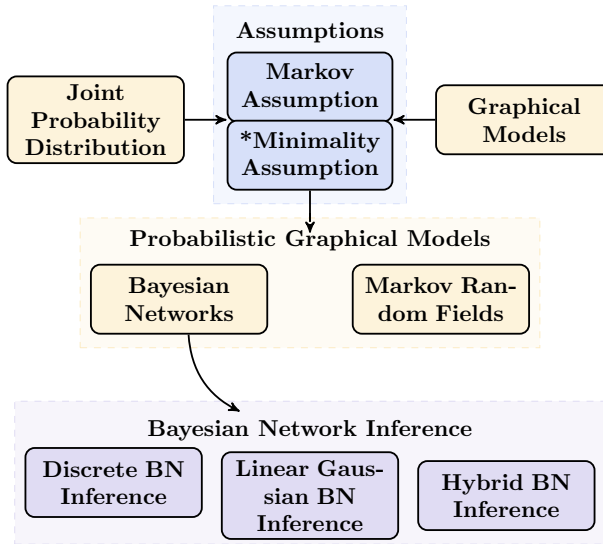 Assumptions
Markov
Assumption
*Minimality
Assumption
Joint
Probability
Distribution
Graphical
Models
Probabilistic Graphical Models
Bayesian
Networks
Markov Ran-
dom Fields
Bayesian Network Inference
Discrete BN
Inference
Linear Gaus-
sian BN
Inference
Hybrid BN
Inference